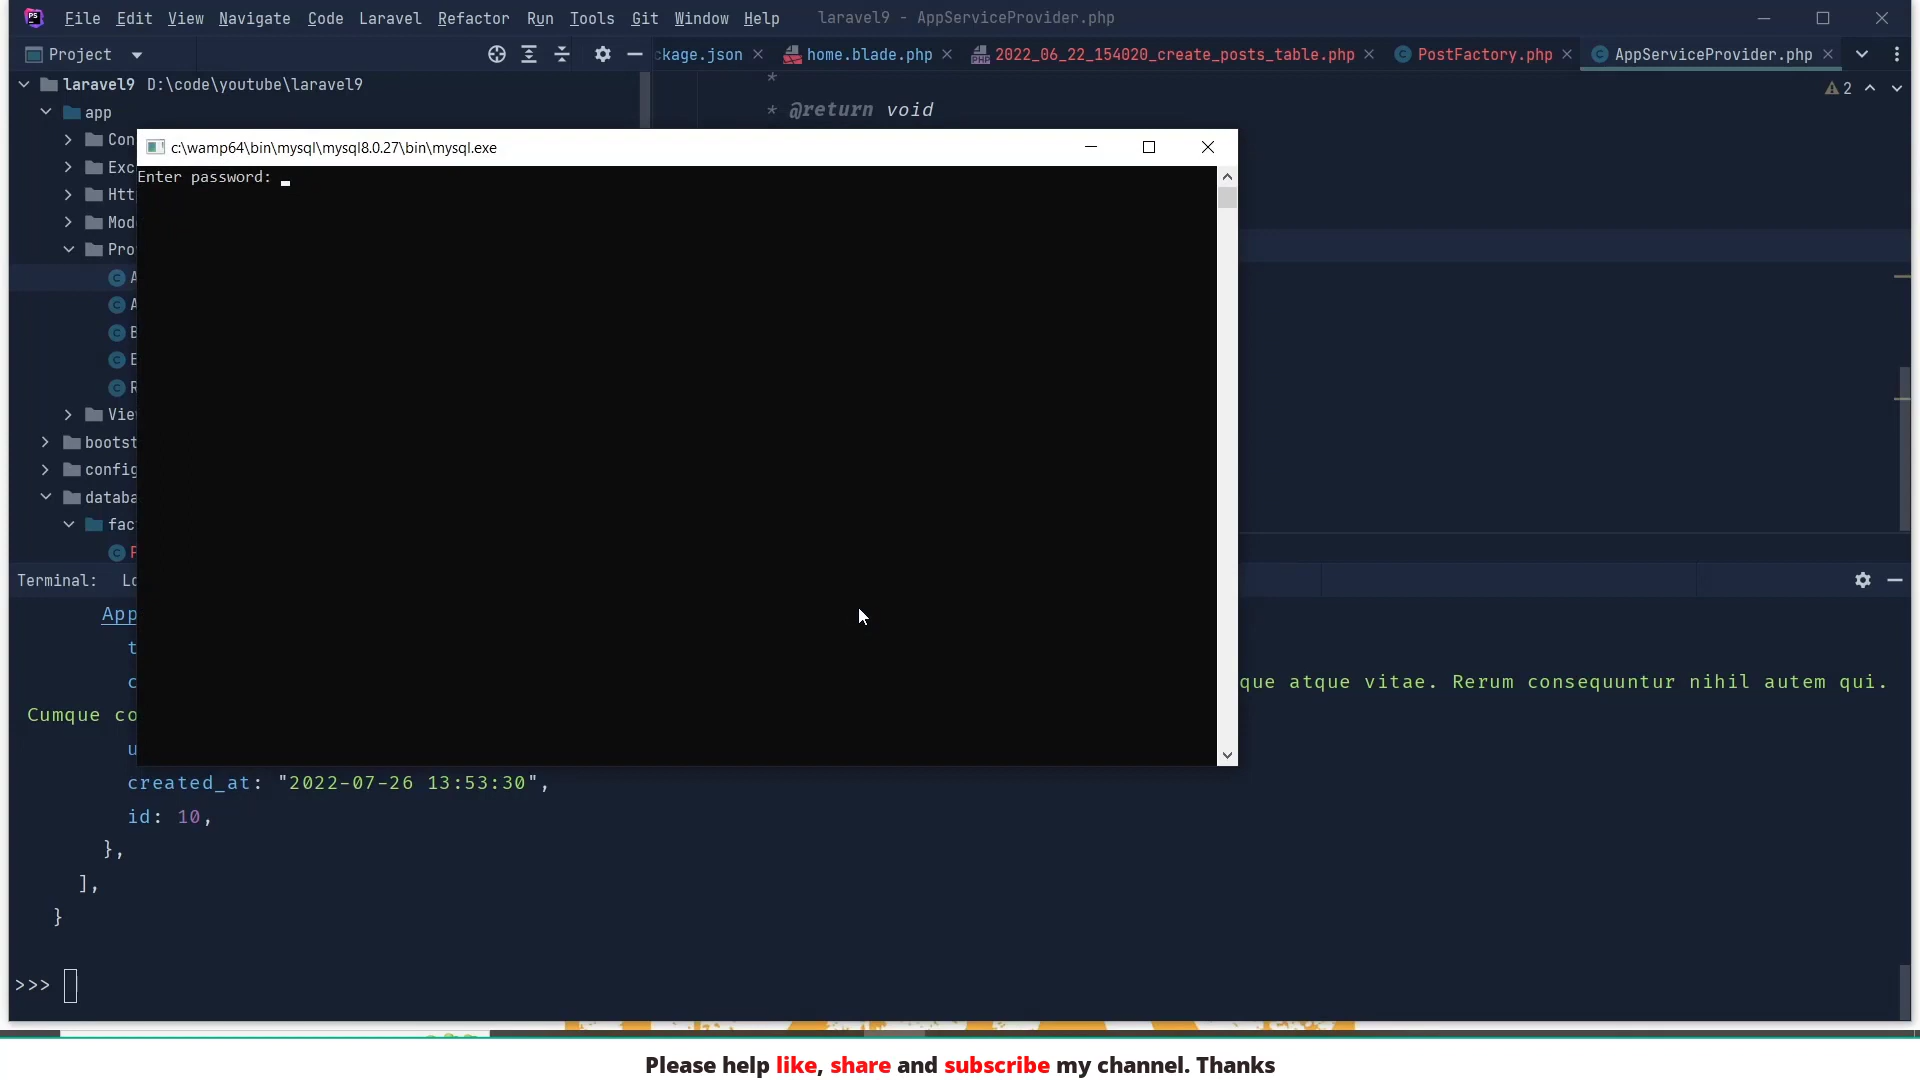 File Edit View Navigate Code Laravel Refactor Run Tools Git Window Help laravel9 - AppServiceProvider.php
Project ckage.json home.blade.php 2022_06_22_154020_create_posts_table.php PostFactory.php AppServiceProvider.php
laravel9 D:\code\youtube\laravel9
* 
2
app
* @return void
Con
c:\wamp64\bin\mysql\mysql8.0.27\bin\mysql.exe
Exc
Enter password:
Htt
Mod
Pro
A
A
B
E
R
Vie
bootst
config
databa
fac
P
Terminal: Lo
App
t
c que atque vitae. Rerum consequuntur nihil autem qui.
Cumque co
u
created_at: "2022-07-26 13:53:30",
id: 10,
},
],
}
>>>
Please help like, share and subscribe my channel. Thanks